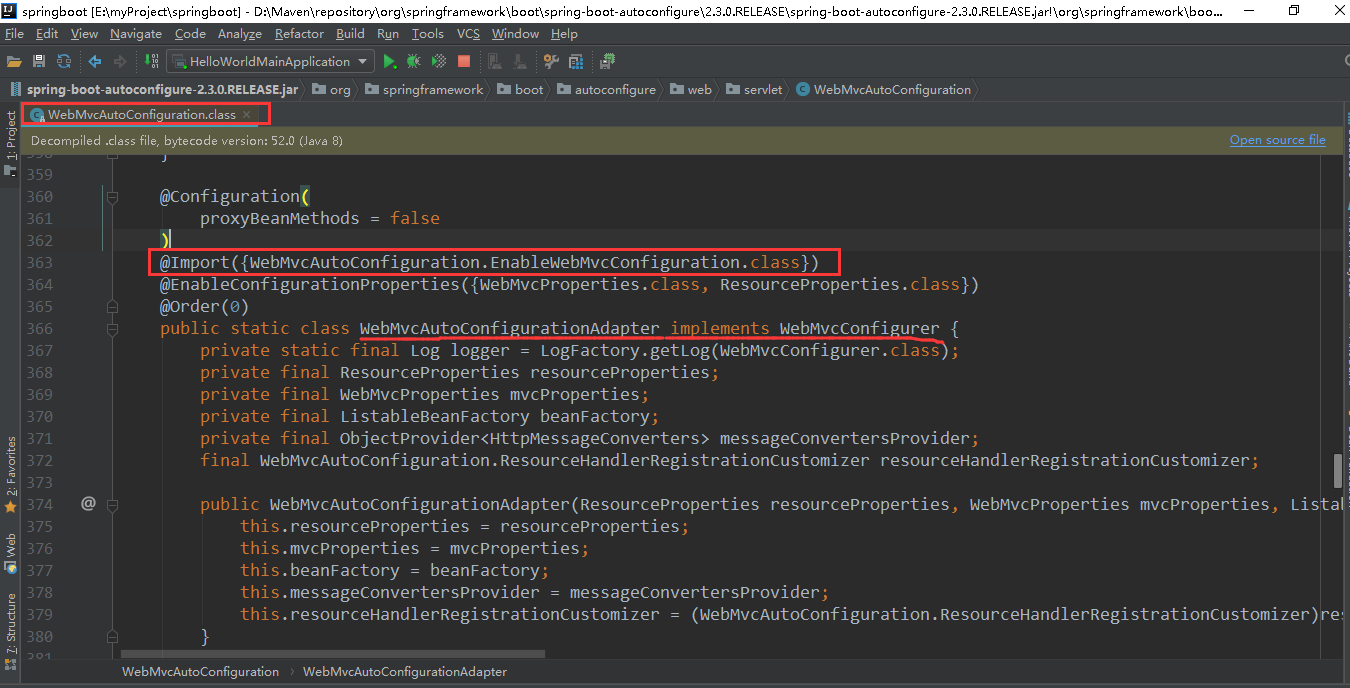 springboot [E:\myProject\springboot] - D:\Maven\repository\org\springframework\boot\spring-boot-autoconfigure\2.3.0.RELEASE\spring-boot-autoconfigure-2.3.0.RELEASE.jar!\org\springframework\boo...
File Edit View Navigate Code Analyze Refactor Build Run Tools VCS Window Help
HelloWorldMainApplication
spring-boot-autoconfigure-2.3.0.RELEASE.jar org springframework boot autoconfigure web servlet WebMvcAutoConfiguration
WebMvcAutoConfiguration.class
Decompiled .class file, bytecode version: 52.0 (Java 8) Open source file
1: Project
358 }
359
360 @Configuration(
361 proxyBeanMethods = false
362 )
363 @Import({WebMvcAutoConfiguration.EnableWebMvcConfiguration.class})
364 @EnableConfigurationProperties({WebMvcProperties.class, ResourceProperties.class})
365 @Order(0)
366 public static class WebMvcAutoConfigurationAdapter implements WebMvcConfigurer {
367 private static final Log logger = LogFactory.getLog(WebMvcConfigurer.class);
368 private final ResourceProperties resourceProperties;
369 private final WebMvcProperties mvcProperties;
370 private final ListableBeanFactory beanFactory;
371 private final ObjectProvider<HttpMessageConverters> messageConvertersProvider;
372 final WebMvcAutoConfiguration.ResourceHandlerRegistrationCustomizer resourceHandlerRegistrationCustomizer;
373
374 @ public WebMvcAutoConfigurationAdapter(ResourceProperties resourceProperties, WebMvcProperties mvcProperties, Lista
375 this.resourceProperties = resourceProperties;
376 this.mvcProperties = mvcProperties;
377 this.beanFactory = beanFactory;
378 this.messageConvertersProvider = messageConvertersProvider;
379 this.resourceHandlerRegistrationCustomizer = (WebMvcAutoConfiguration.ResourceHandlerRegistrationCustomizer)res
380 }
381
2: Favorites
Web
7: Structure
WebMvcAutoConfiguration WebMvcAutoConfigurationAdapter